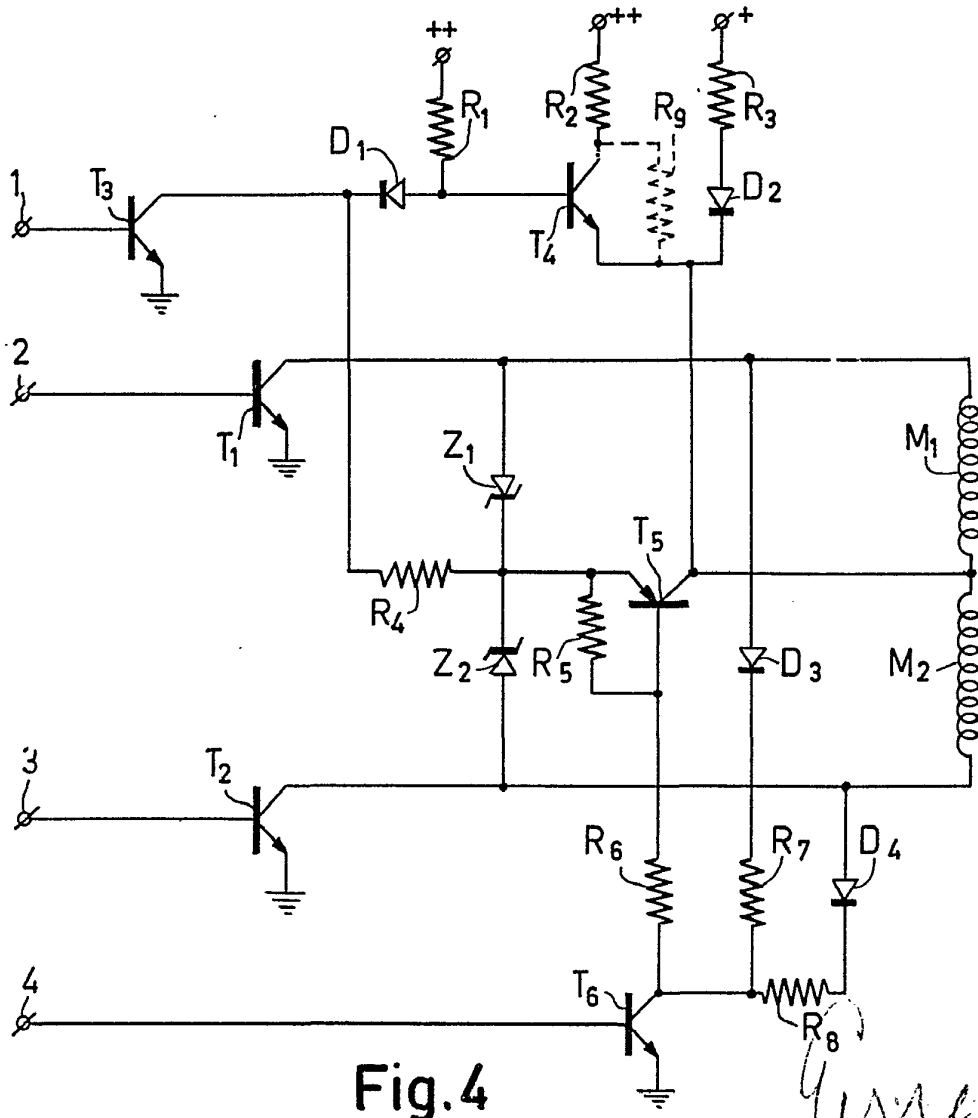 ++ ++ +
R1 R2 R9 R3
D1 D2
1 T3 T4
2
T1 Z1 M1
T5
R4
Z2 R5 D3 M2
3 T2
R6 R7 D4
4 T6
R8
Fig.4